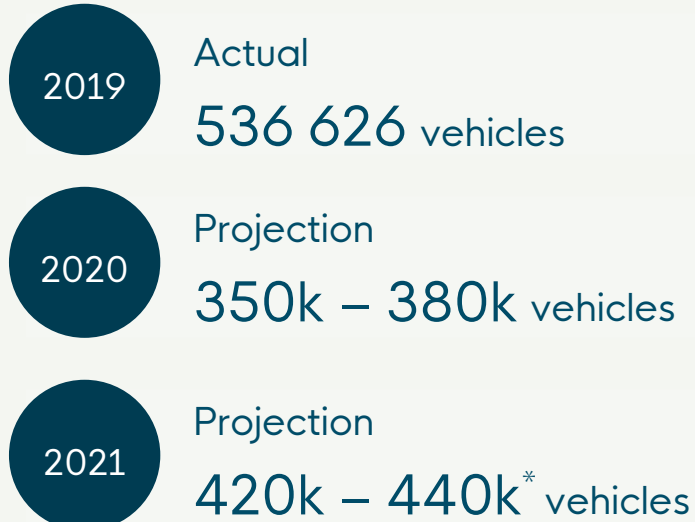 2019
Actual
536 626 vehicles
2020
Projection
350k – 380k vehicles
2021
Projection
420k – 440k* vehicles